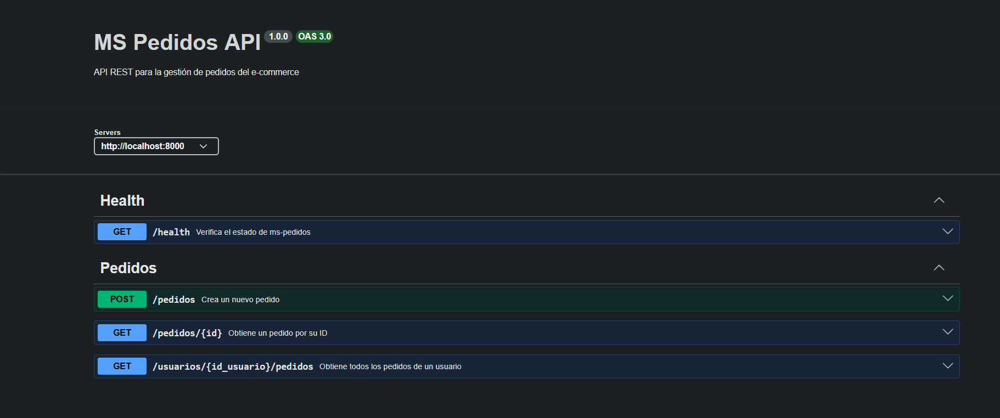 MS Pedidos API 1.0.0 OAS 3.0
API REST para la gestión de pedidos del e-commerce
Servers
http://localhost:8000
Health
GET /health Verifica el estado de ms-pedidos
Pedidos
POST /pedidos Crea un nuevo pedido
GET /pedidos/{id} Obtiene un pedido por su ID
GET /usuarios/{id_usuario}/pedidos Obtiene todos los pedidos de un usuario